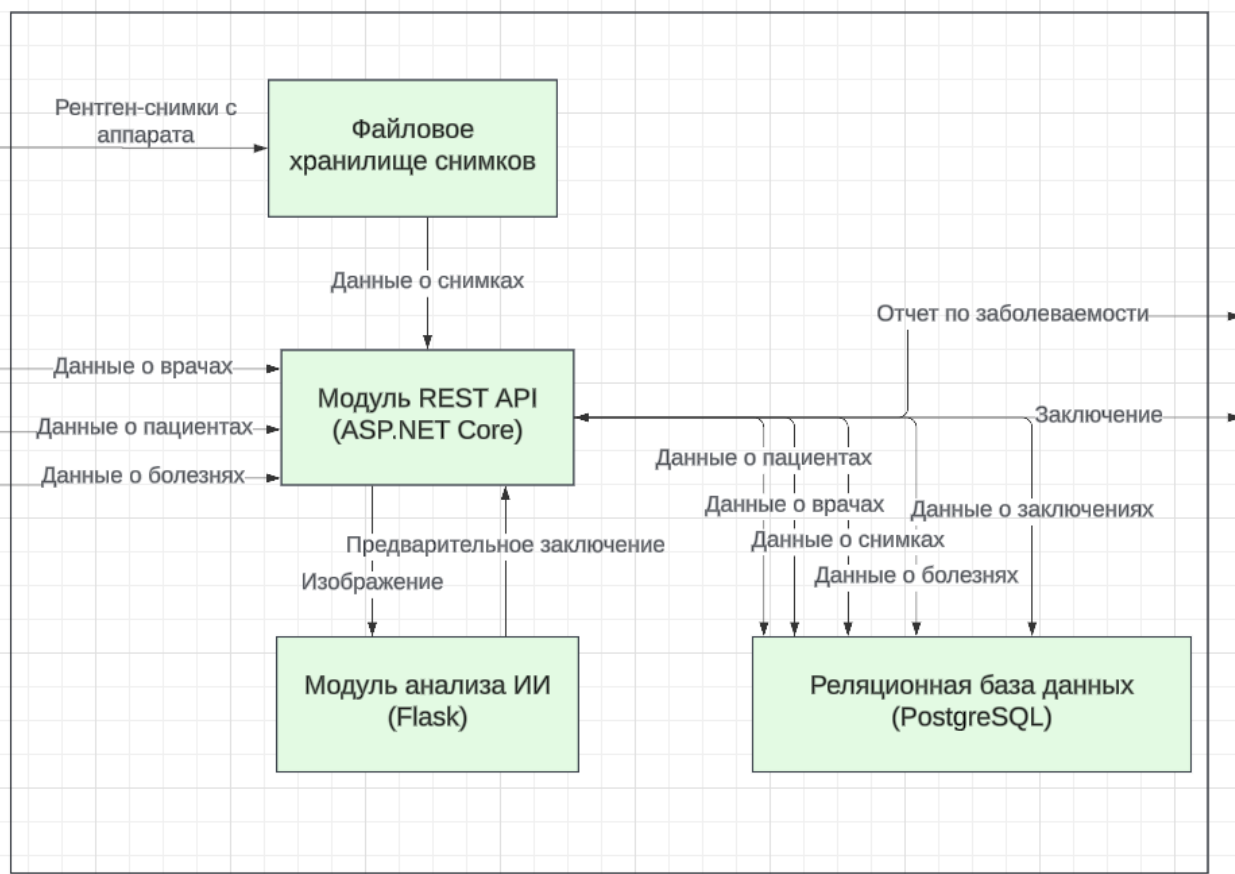 Рентген-снимки с
аппарата
Файловое
хранилище снимков
Данные о снимках
Отчет по заболеваемости
Данные о врачах
Модуль REST API
(ASP.NET Core)
Заключение
Данные о пациентах
Данные о болезнях
Данные о пациентах
Данные о врачах
Данные о заключениях
Данные о снимках
Предварительное заключение
Изображение
Данные о болезнях
Модуль анализа ИИ
(Flask)
Реляционная база данных
(PostgreSQL)